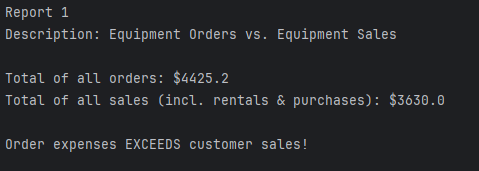 Report 1
Description: Equipment Orders vs. Equipment Sales
Total of all orders: $4425.2
Total of all sales (incl. rentals & purchases): $3630.0
Order expenses EXCEEDS customer sales!